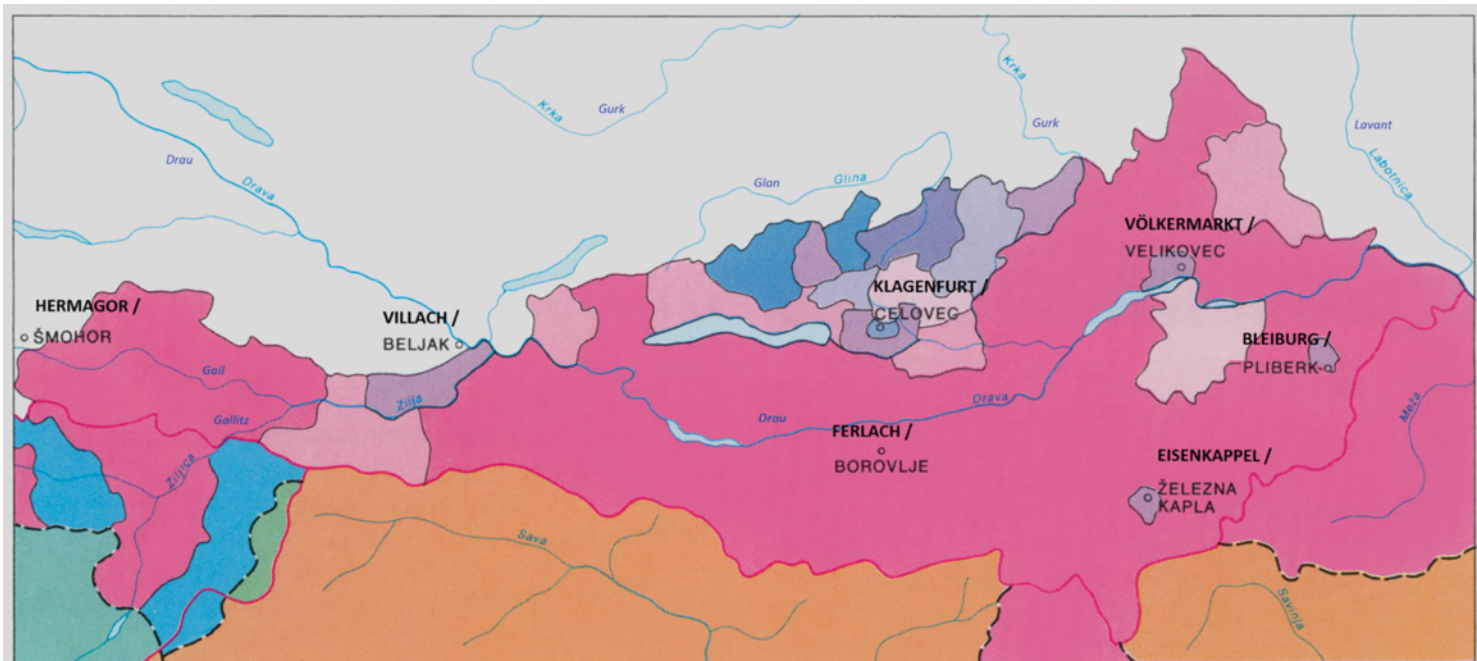 Krka
Gurk
Krka
Gurk
Lavant
Labotnica
Drau
Drava
Glan
Glina
VÖLKERMARKT /
VELIKOVEC
HERMAGOR /
ŠMOHOR
VILLACH /
BELJAK
KLAGENFURT /
CELOVEC
BLEIBURG /
PLIBERK
Gail
Zilja
Gallitz
Ziljica
Drau
Drava
Meža
FERLACH /
BOROVLJE
EISENKAPPEL /
ŽELEZNA
KAPLA
Sava
Savinja